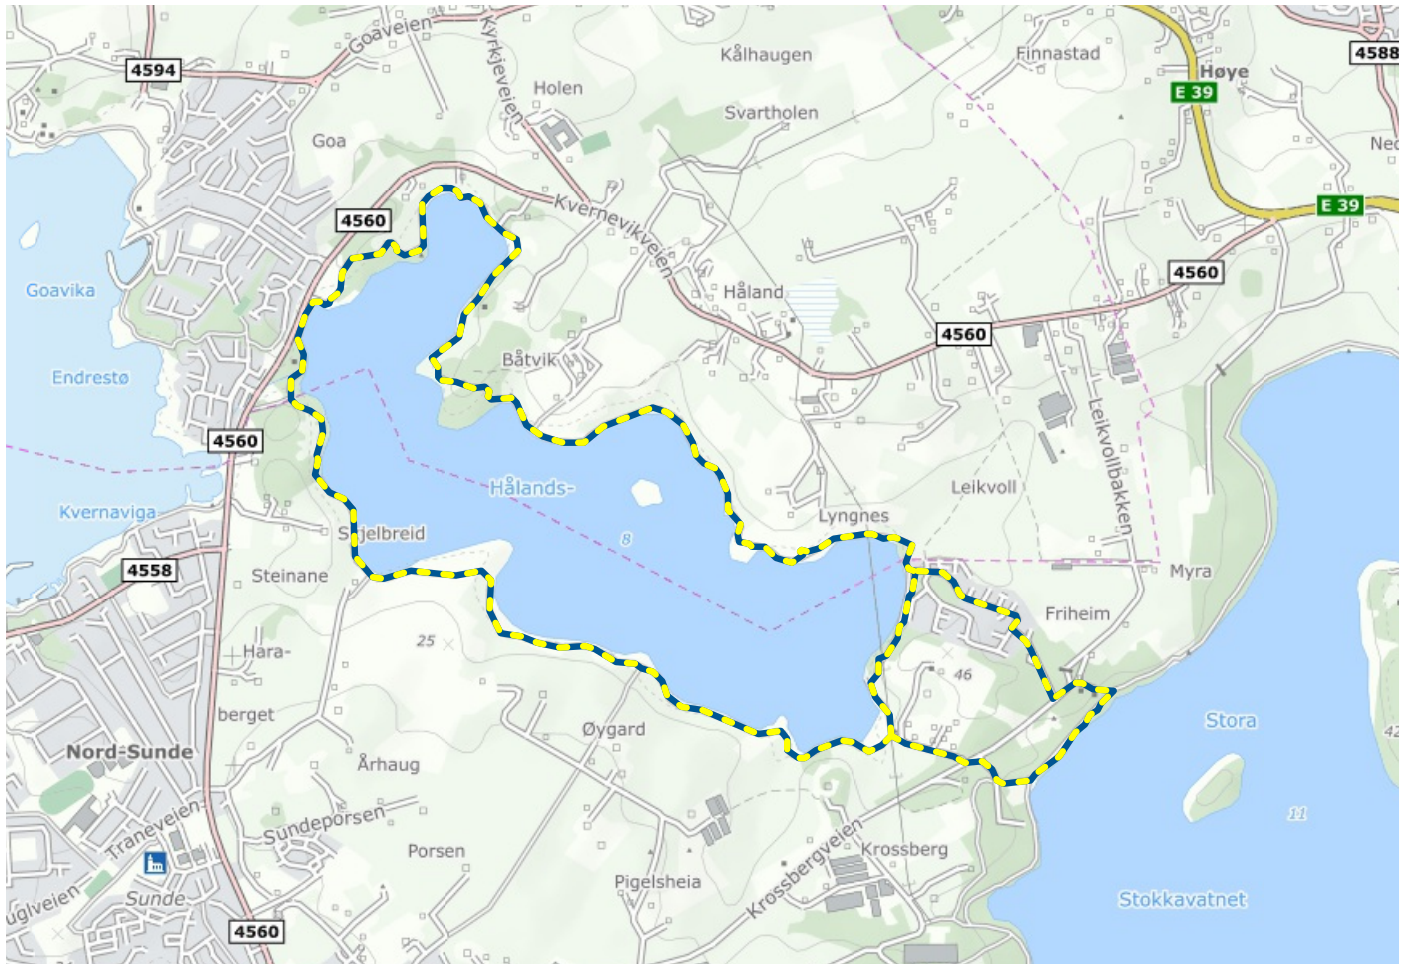 Goaveien
Kyrkjeveien
Kålhaugen
Finnastad
4588
4594
Høye
E 39
Holen
Svartholen
Goa
4560
Kvernevikveien
E 39
Goavika
Håland
4560
4560
Endrestø
Båtvik
Leikvollbakken
4560
Hålands-
Leikvoll
Kvernaviga
Lyngnes
8
4558
Steinane
Myra
Friheim
25
Hara-
46
berget
Øygard
Stora
Nord-Sunde
Århaug
11
Traneveien
Sundeporsen
Porsen
Krossbergveien
Krossberg
Pigelsheia
Sunde
Stokkavatnet
4560